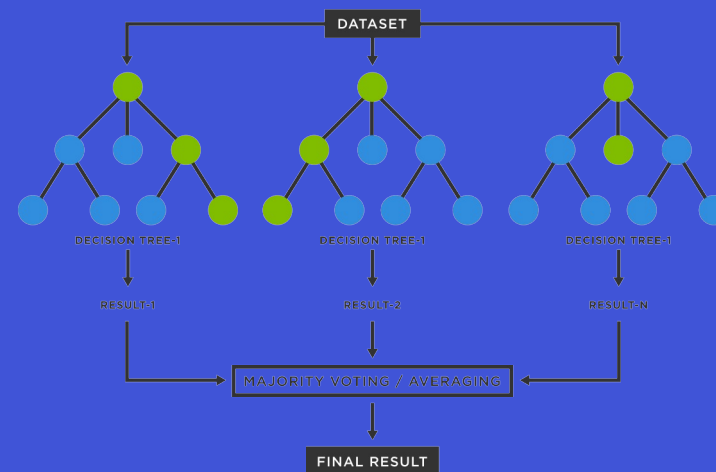 DATASET
DECISION TREE-1
DECISION TREE-1
DECISION TREE-1
RESULT-1
RESULT-2
RESULT-N
MAJORITY VOTING / AVERAGING
FINAL RESULT